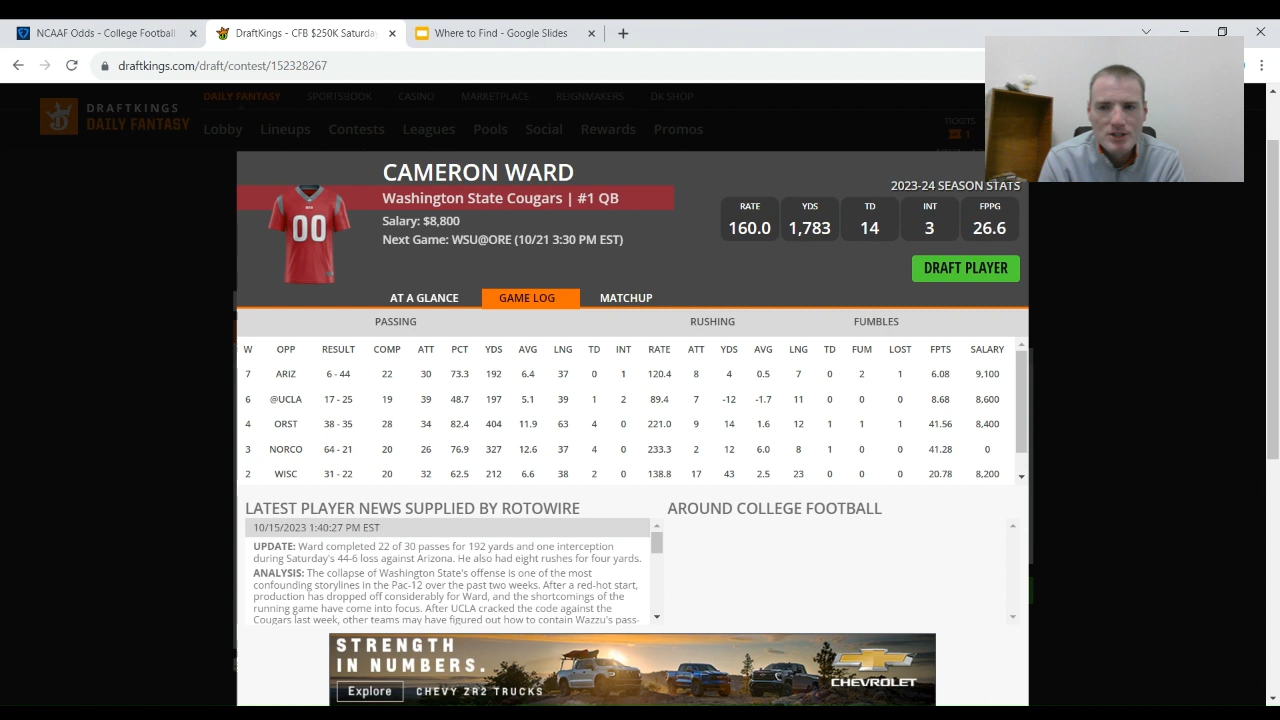 NCAAF Odds - College Football
DraftKings - CFB $250K Saturda
Where to Find - Google Slides
draftkings.com/draft/contest/152328267
DRAFTKINGS
DAILY FANTASY
DAILY FANTASY SPORTSBOOK CASINO MARKETPLACE REIGNMAKERS DK SHOP
Lobby Lineups Contests Leagues Pools Social Rewards Promos
TICKETS
1
CAMERON WARD
Washington State Cougars | #1 QB
Salary: $8,800
Next Game: WSU@ORE (10/21 3:30 PM EST)
00
2023-24 SEASON STATS
RATE YDS TD INT FPPG
160.0 1,783 14 3 26.6
DRAFT PLAYER
AT A GLANCE GAME LOG MATCHUP
PASSING RUSHING FUMBLES
W OPP RESULT COMP ATT PCT YDS AVG LNG TD INT RATE ATT YDS AVG LNG TD FUM LOST FPTS SALARY
7 ARIZ 6 - 44 22 30 73.3 192 6.4 37 0 1 120.4 8 4 0.5 7 0 2 1 6.08 9,100
6 @UCLA 17 - 25 19 39 48.7 197 5.1 39 1 2 89.4 7 -12 -1.7 11 0 0 0 8.68 8,600
4 ORST 38 - 35 28 34 82.4 404 11.9 63 4 0 221.0 9 14 1.6 12 1 1 1 41.56 8,400
3 NORCO 64 - 21 20 26 76.9 327 12.6 37 4 0 233.3 2 12 6.0 8 1 0 0 41.28 0
2 WISC 31 - 22 20 32 62.5 212 6.6 38 2 0 138.8 17 43 2.5 23 0 0 0 20.78 8,200
LATEST PLAYER NEWS SUPPLIED BY ROTOWIRE
10/15/2023 1:40:27 PM EST
UPDATE: Ward completed 22 of 30 passes for 192 yards and one interception
during Saturday's 44-6 loss against Arizona. He also had eight rushes for four yards.
ANALYSIS: The collapse of Washington State's offense is one of the most
confounding storylines in the Pac-12 over the past two weeks. After a red-hot start,
production has dropped off considerably for Ward, and the shortcomings of the
running game have come into focus. After UCLA cracked the code against the
Cougars last week, other teams may have figured out how to contain Wazzu's pass-
AROUND COLLEGE FOOTBALL
STRENGTH
IN NUMBERS.
Explore CHEVY ZR2 TRUCKS
CHEVROLET